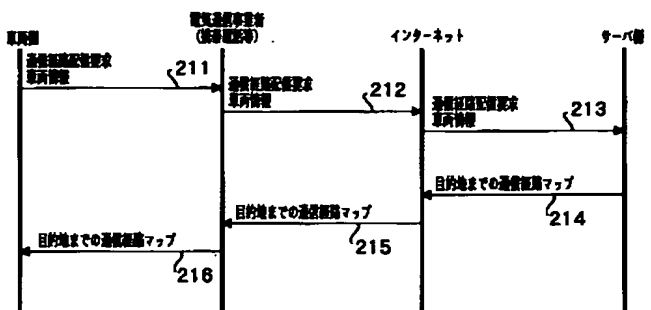 車両側
電気通信事業者
(携帯電話等)
インターネット
サーバ側
通信経路配信要求
車両情報
211
通信経路配信要求
車両情報
212
通信経路配信要求
車両情報
213
目的地までの通信経路マップ
214
目的地までの通信経路マップ
215
目的地までの通信経路マップ
216